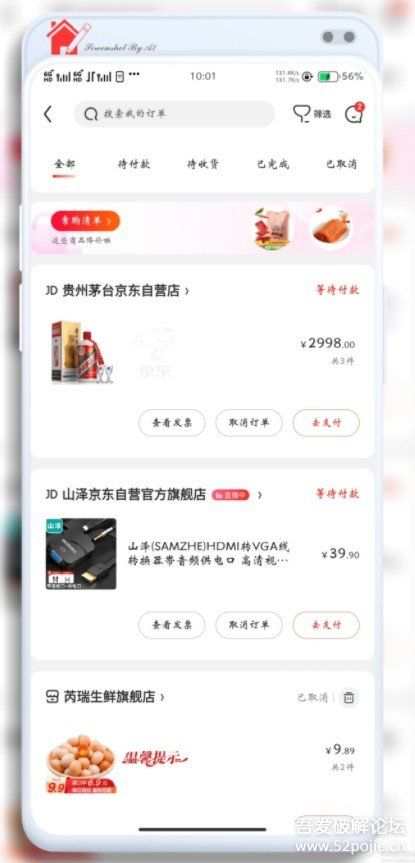 Screenshot By A1
10:01
131.8K/s
131.7K/s
56%
搜索我的订单
筛选
2
全部
待付款
待收货
已完成
已取消
常购清单 >
这些商品降价啦
JD 贵州茅台京东自营店 >
等待付款
京东
¥2998.00
共3件
查看发票
取消订单
去支付
JD 山泽京东自营官方旗舰店
直播中 >
等待付款
山泽
山泽(SAMZHE)HDMI转VGA线
转换器带音频供电口 高清视…
¥39.90
查看发票
取消订单
去支付
芮瑞生鲜旗舰店 >
已取消
温馨提示
¥9.89
共2件
9.9
6.9元
吾爱破解论坛
www.52pojie.cn